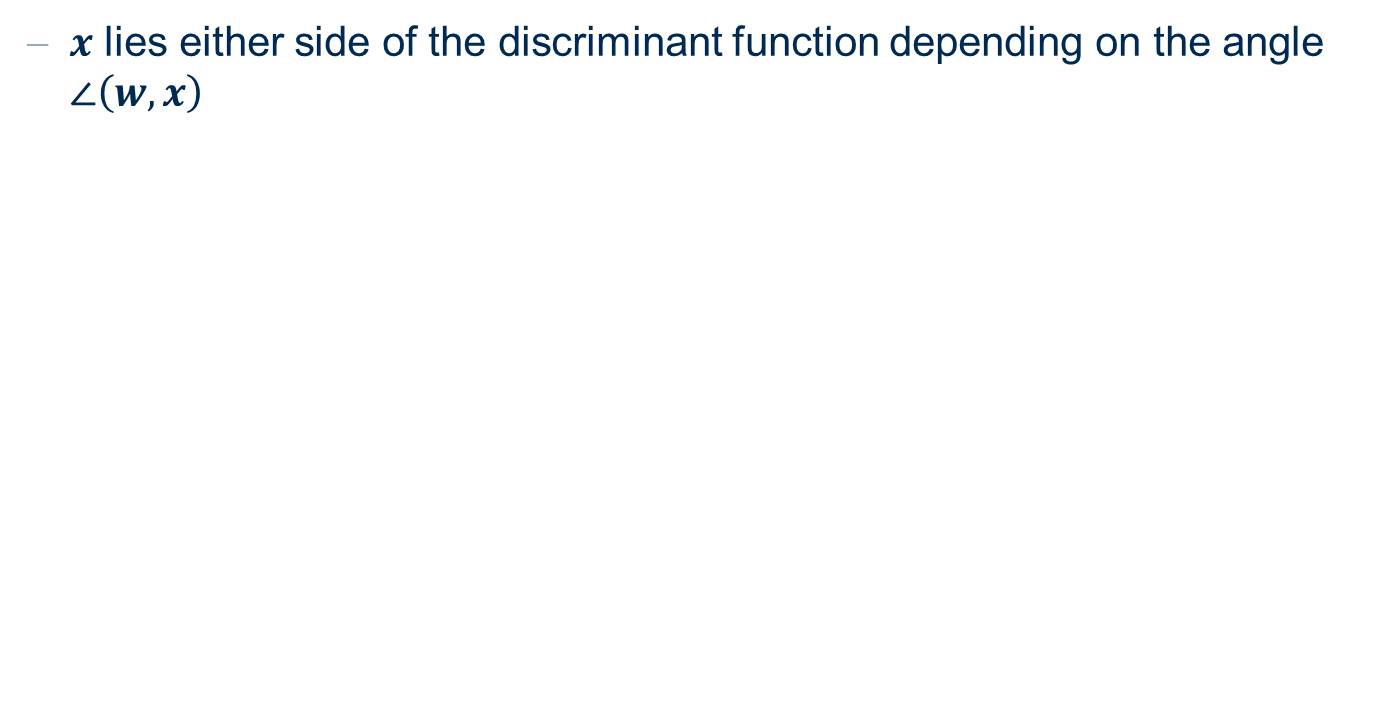 – x lies either side of the discriminant function depending on the angle
∠(w, x)